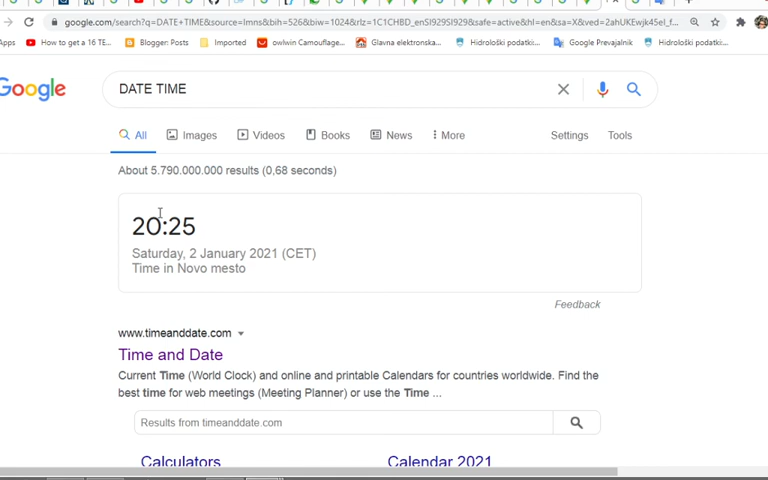 google.com/search?q=DATE+TIME&source=lmns&bih=526&biw=1024&rlz=1C1CHBD_enSI929SI929&safe=active&hl=en&sa=X&ved=2ahUKEwjk45eI_f...
Apps How to get a 16 TE... Blogger: Posts Imported owlwin Camouflage... Glavna elektronska... Hidrološki podatki... Google Prevajalnik Hidrološki podatki...
Google DATE TIME
All Images Videos Books News More Settings Tools
About 5.790.000.000 results (0,68 seconds)
20:25
Saturday, 2 January 2021 (CET)
Time in Novo mesto
Feedback
www.timeanddate.com
Time and Date
Current Time (World Clock) and online and printable Calendars for countries worldwide. Find the
best time for web meetings (Meeting Planner) or use the Time ...
Results from timeanddate.com
Calculators Calendar 2021